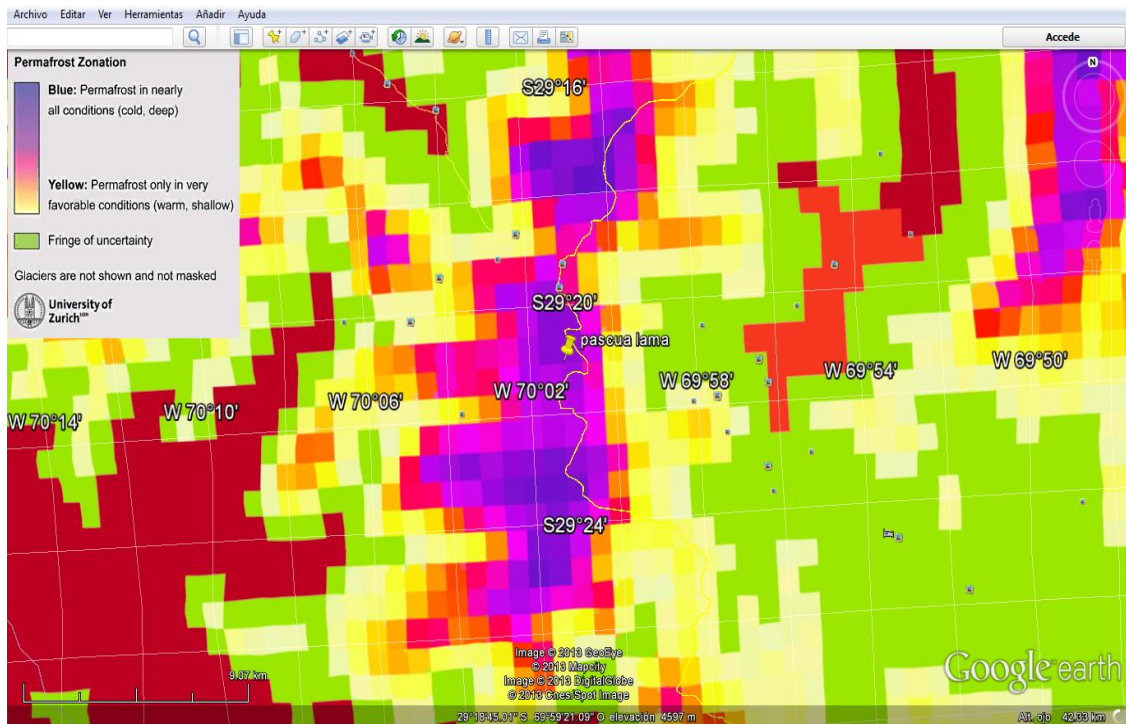 Archivo Editar Ver Herramientas Añadir Ayuda
Accede
Permafrost Zonation
Blue: Permafrost in nearly
all conditions (cold, deep)
Yellow: Permafrost only in very
favorable conditions (warm, shallow)
Fringe of uncertainty
Glaciers are not shown and not masked
University of
Zurich UZH
N
S29°16'
S29°20'
pascua lama
W 70°14'
W 70°10'
W 70°06'
W 70°02'
W 69°58'
W 69°54'
W 69°50'
S29°24'
Image © 2013 GeoEye
© 2013 Mapcity
Image © 2013 DigitalGlobe
© 2013 Cnes/Spot Image
9.07 km
Google earth
29°18'45.01" S 69°59'21.09" O elevación 4597 m
Alt. ojo 42.33 km